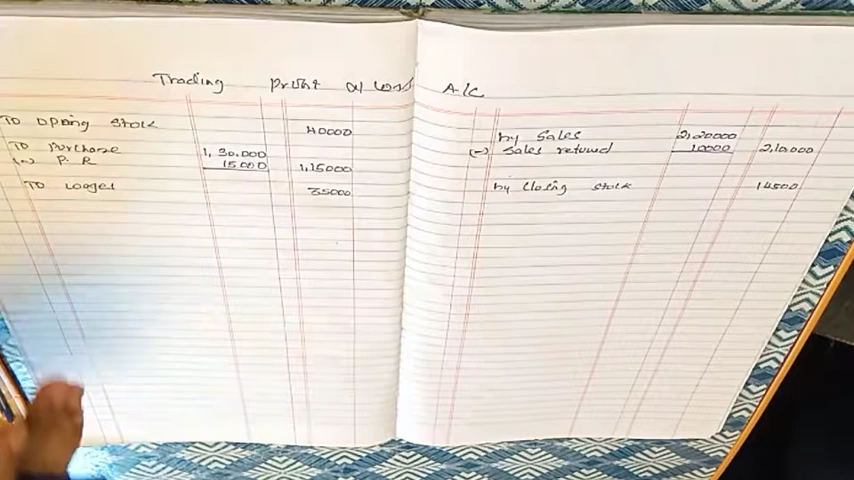 Trading Profit & Loss A/c
To Opening Stock 40000
To Purchase 1,30,000
(-) P. R 15000 1,15000
To wages 35000
by Sales 2,20000
(-) Sales returned 10000 2,10000
by Closing Stock 14500